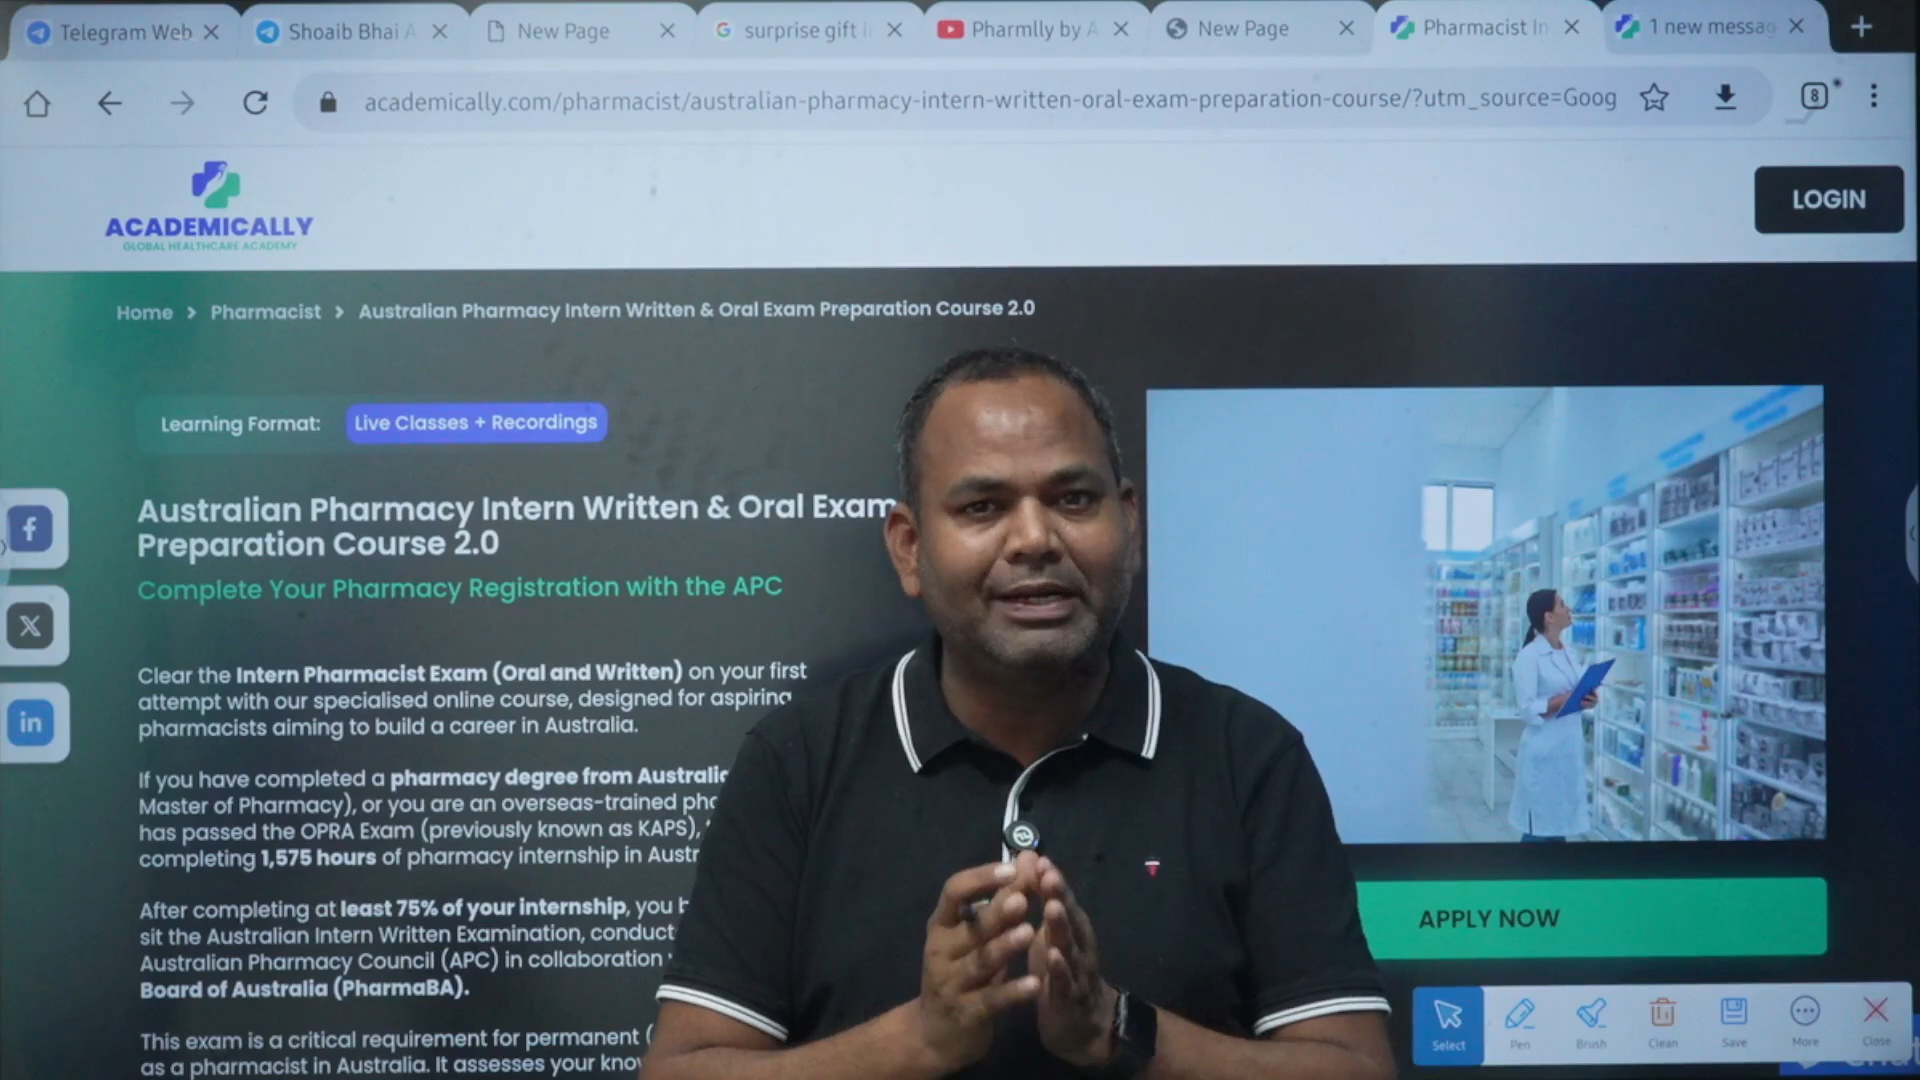 Telegram Web
Shoaib Bhai A
New Page
surprise gift i
Pharmlly by A
New Page
Pharmacist In
1 new messag
academically.com/pharmacist/australian-pharmacy-intern-written-oral-exam-preparation-course/?utm_source=Goog
8
ACADEMICALLY
GLOBAL HEALTHCARE ACADEMY
LOGIN
Home > Pharmacist > Australian Pharmacy Intern Written & Oral Exam Preparation Course 2.0
Learning Format: Live Classes + Recordings
Australian Pharmacy Intern Written & Oral Exam
Preparation Course 2.0
Complete Your Pharmacy Registration with the APC
Clear the Intern Pharmacist Exam (Oral and Written) on your first
attempt with our specialised online course, designed for aspiring
pharmacists aiming to build a career in Australia.
If you have completed a pharmacy degree from Australia
Master of Pharmacy), or you are an overseas-trained pha
has passed the OPRA Exam (previously known as KAPS),
completing 1,575 hours of pharmacy internship in Austr
After completing at least 75% of your internship, you b
sit the Australian Intern Written Examination, conduct
Australian Pharmacy Council (APC) in collaboration
Board of Australia (PharmaBA).
This exam is a critical requirement for permanent (
as a pharmacist in Australia. It assesses your know
APPLY NOW
Select
Pen
Brush
Clean
Save
More
Close